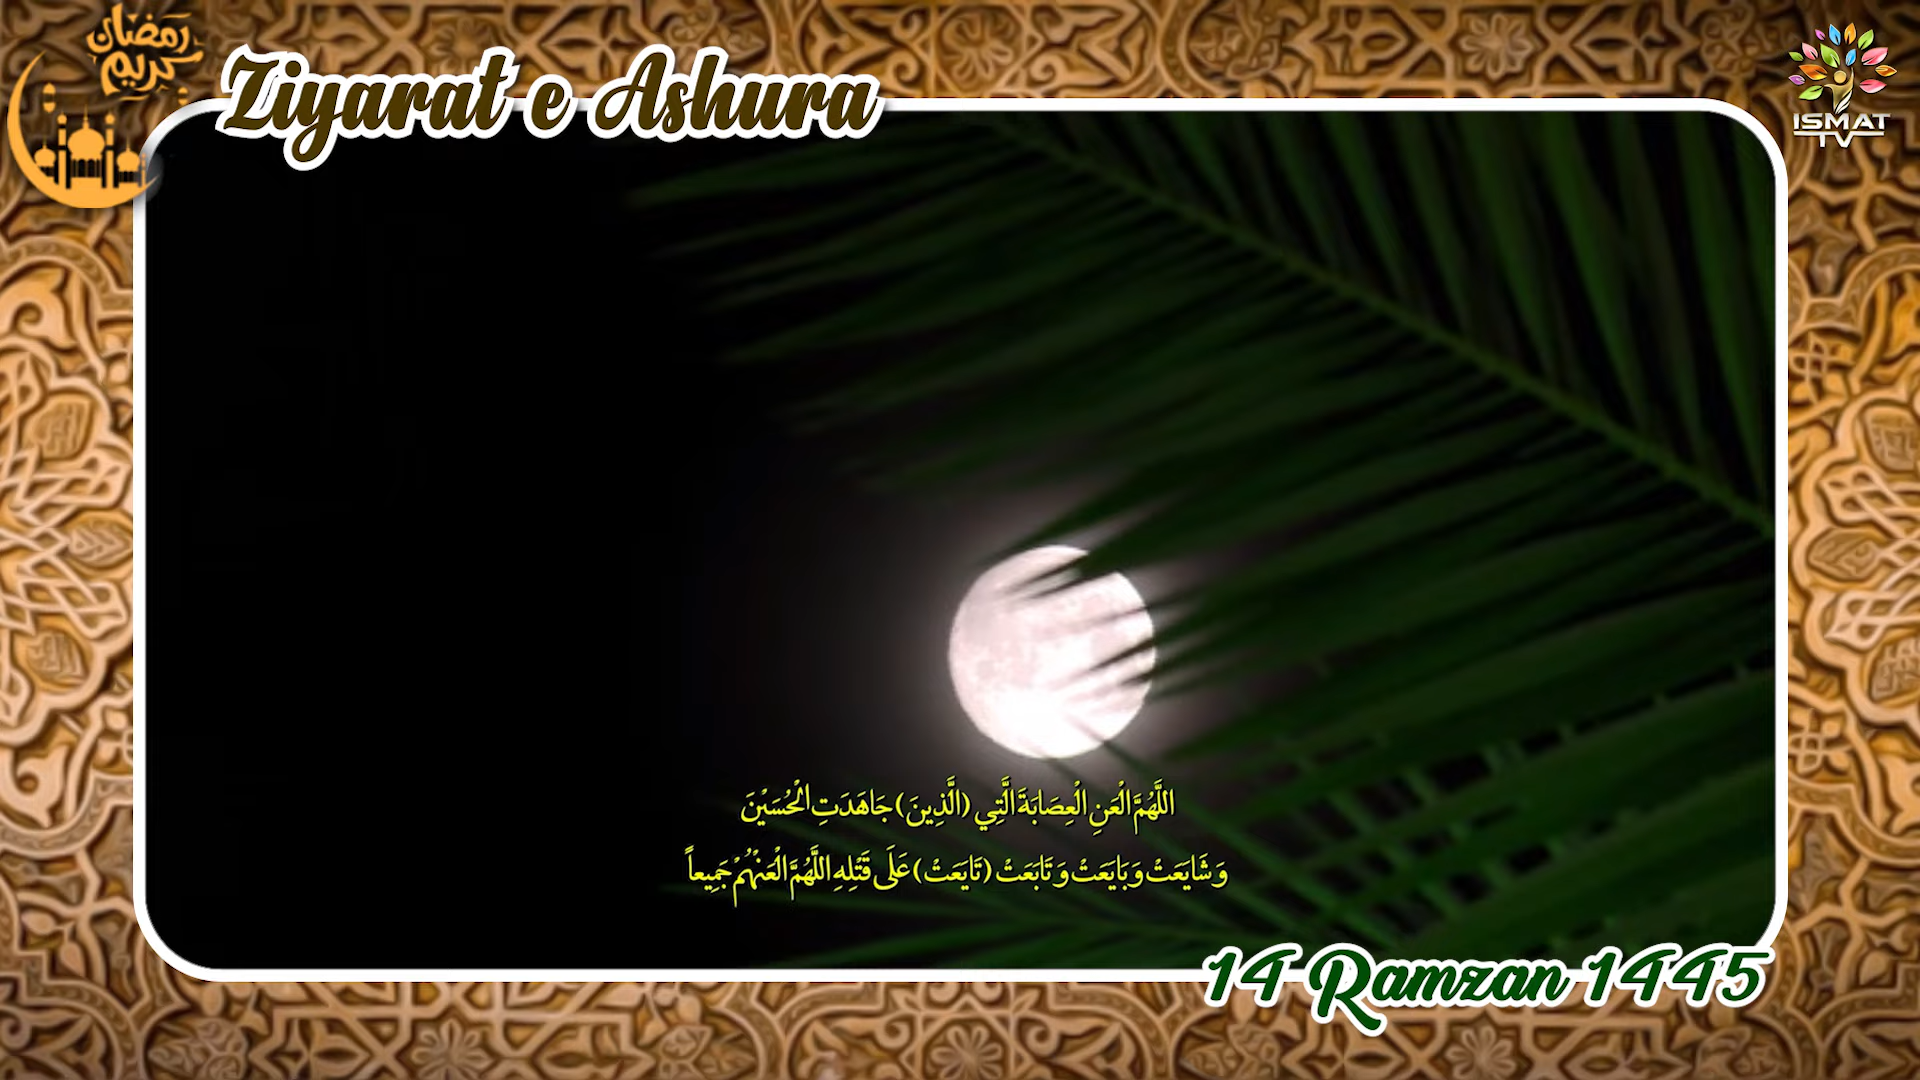 رمضان
كريم
Ziyarat e Ashura
ISMAT
TV
اللَّهُمَّ الْعَنِ الْعِصَابَةَ الَّتِي (الَّذِينَ) جَاهَدَتِ الْحُسَيْنَ
وَ شَايَعَتْ وَ بَايَعَتْ وَ تَابَعَتْ (تَايَعَتْ) عَلَى قَتْلِهِ اللَّهُمَّ الْعَنْهُمْ جَمِيعاً
14 Ramzan 1445